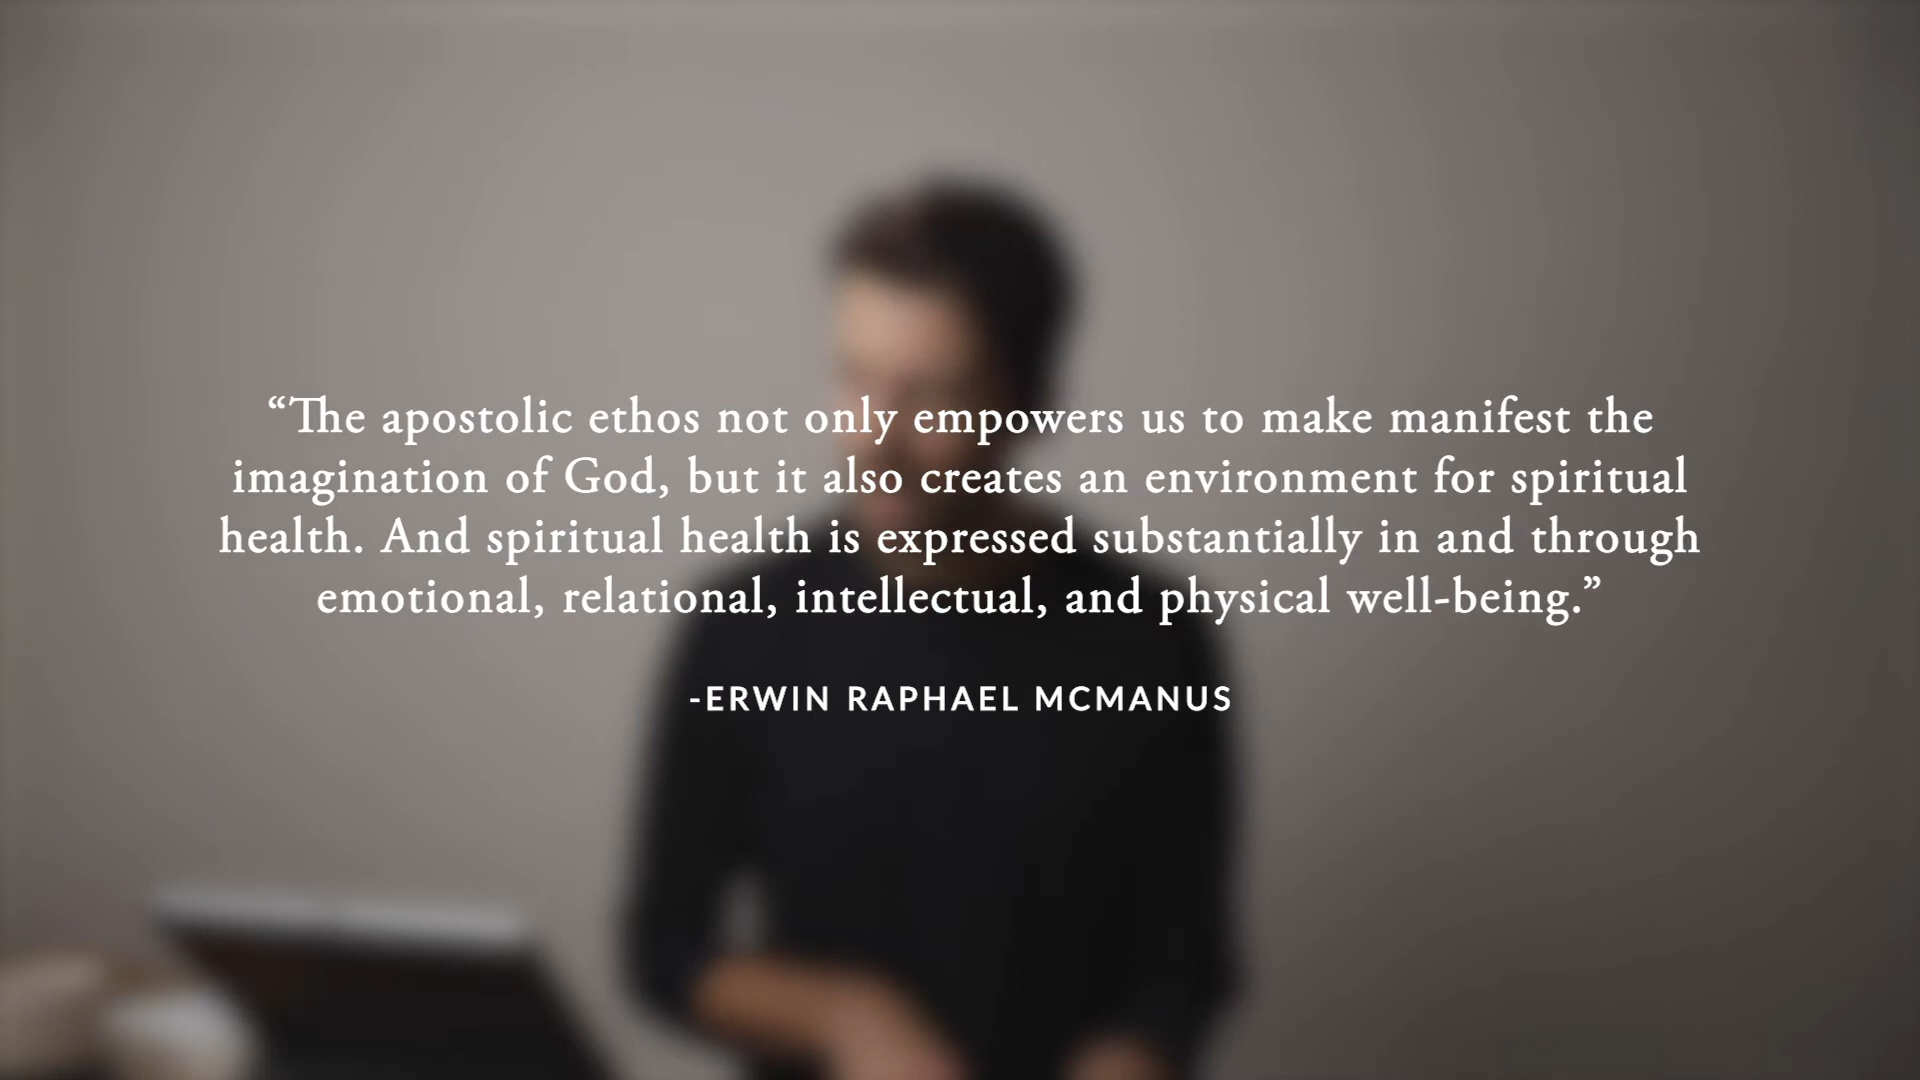 “The apostolic ethos not only empowers us to make manifest the
imagination of God, but it also creates an environment for spiritual
health. And spiritual health is expressed substantially in and through
emotional, relational, intellectual, and physical well-being.”
-ERWIN RAPHAEL MCMANUS